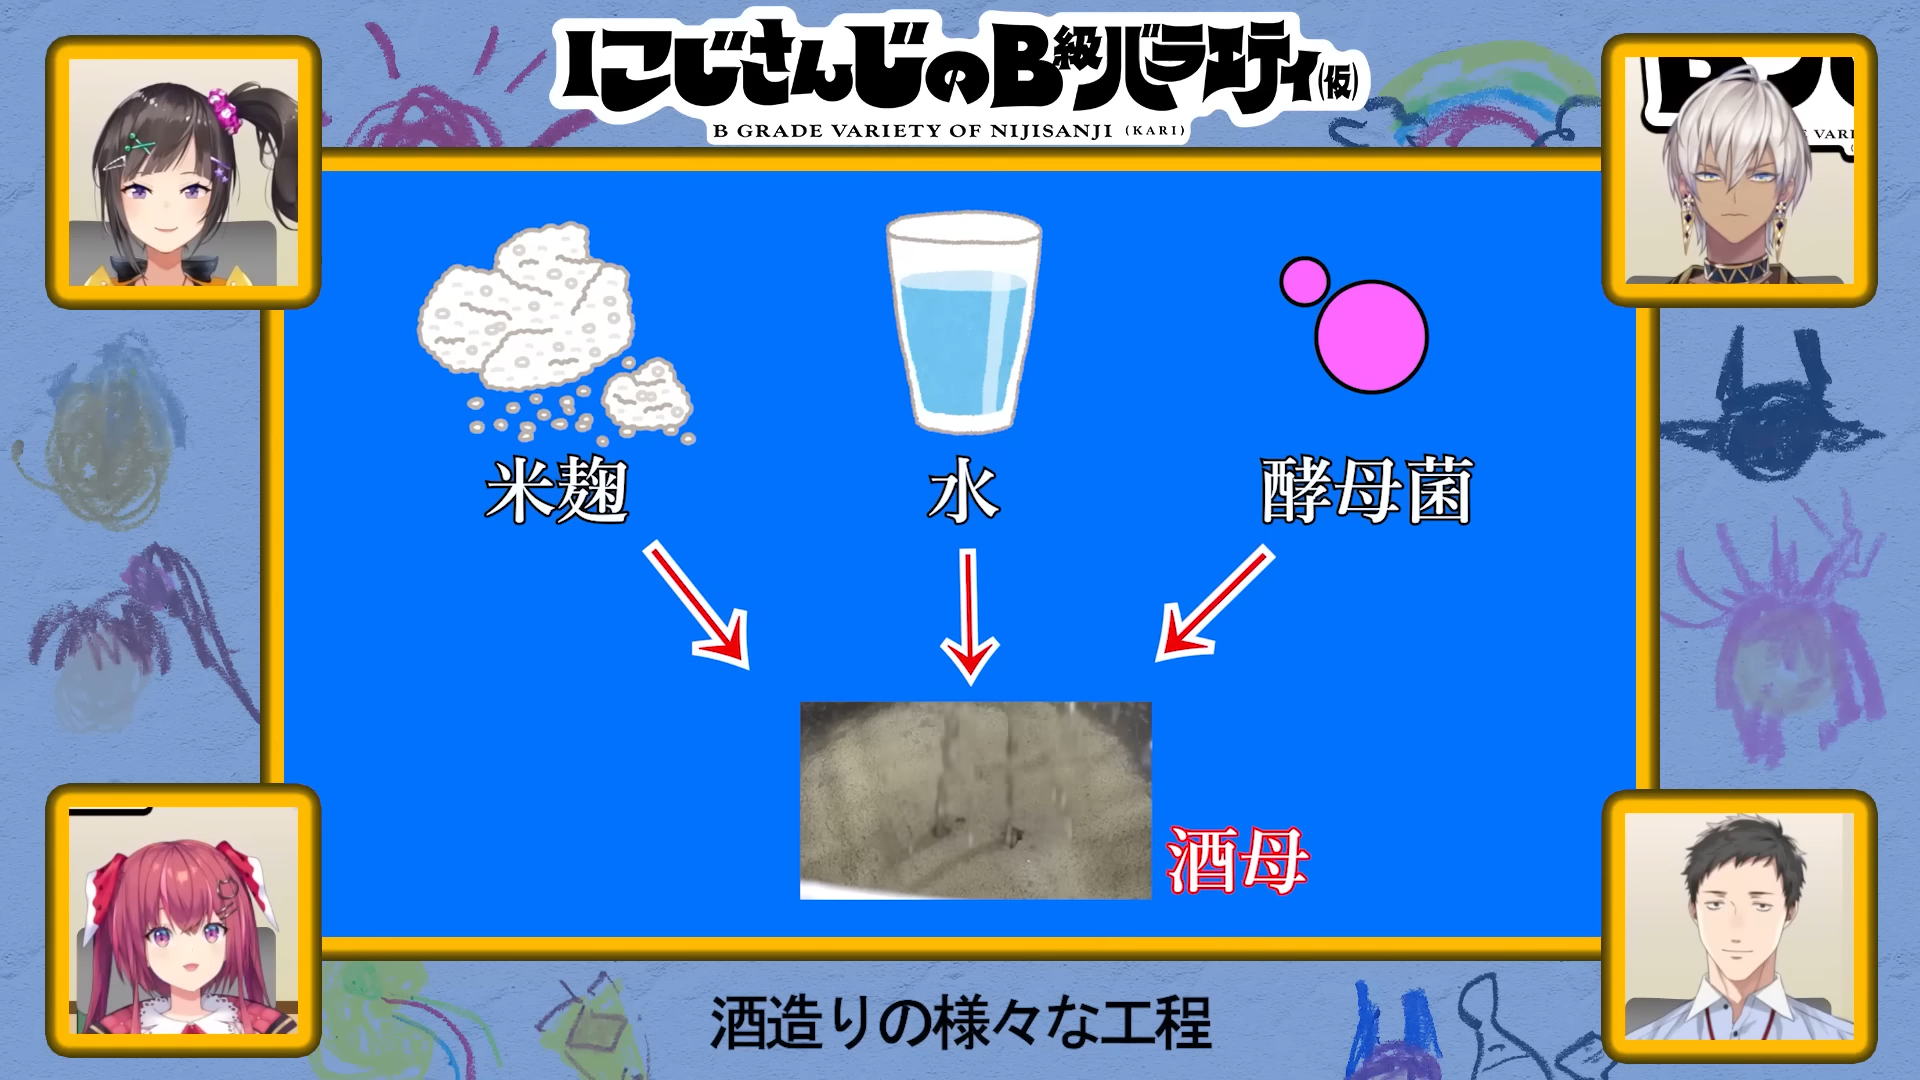 にじさんじのB級バラエティ(仮)
B GRADE VARIETY OF NIJISANJI (KARI)
VARI
米麹
水
酵母菌
酒母
酒造りの様々な工程